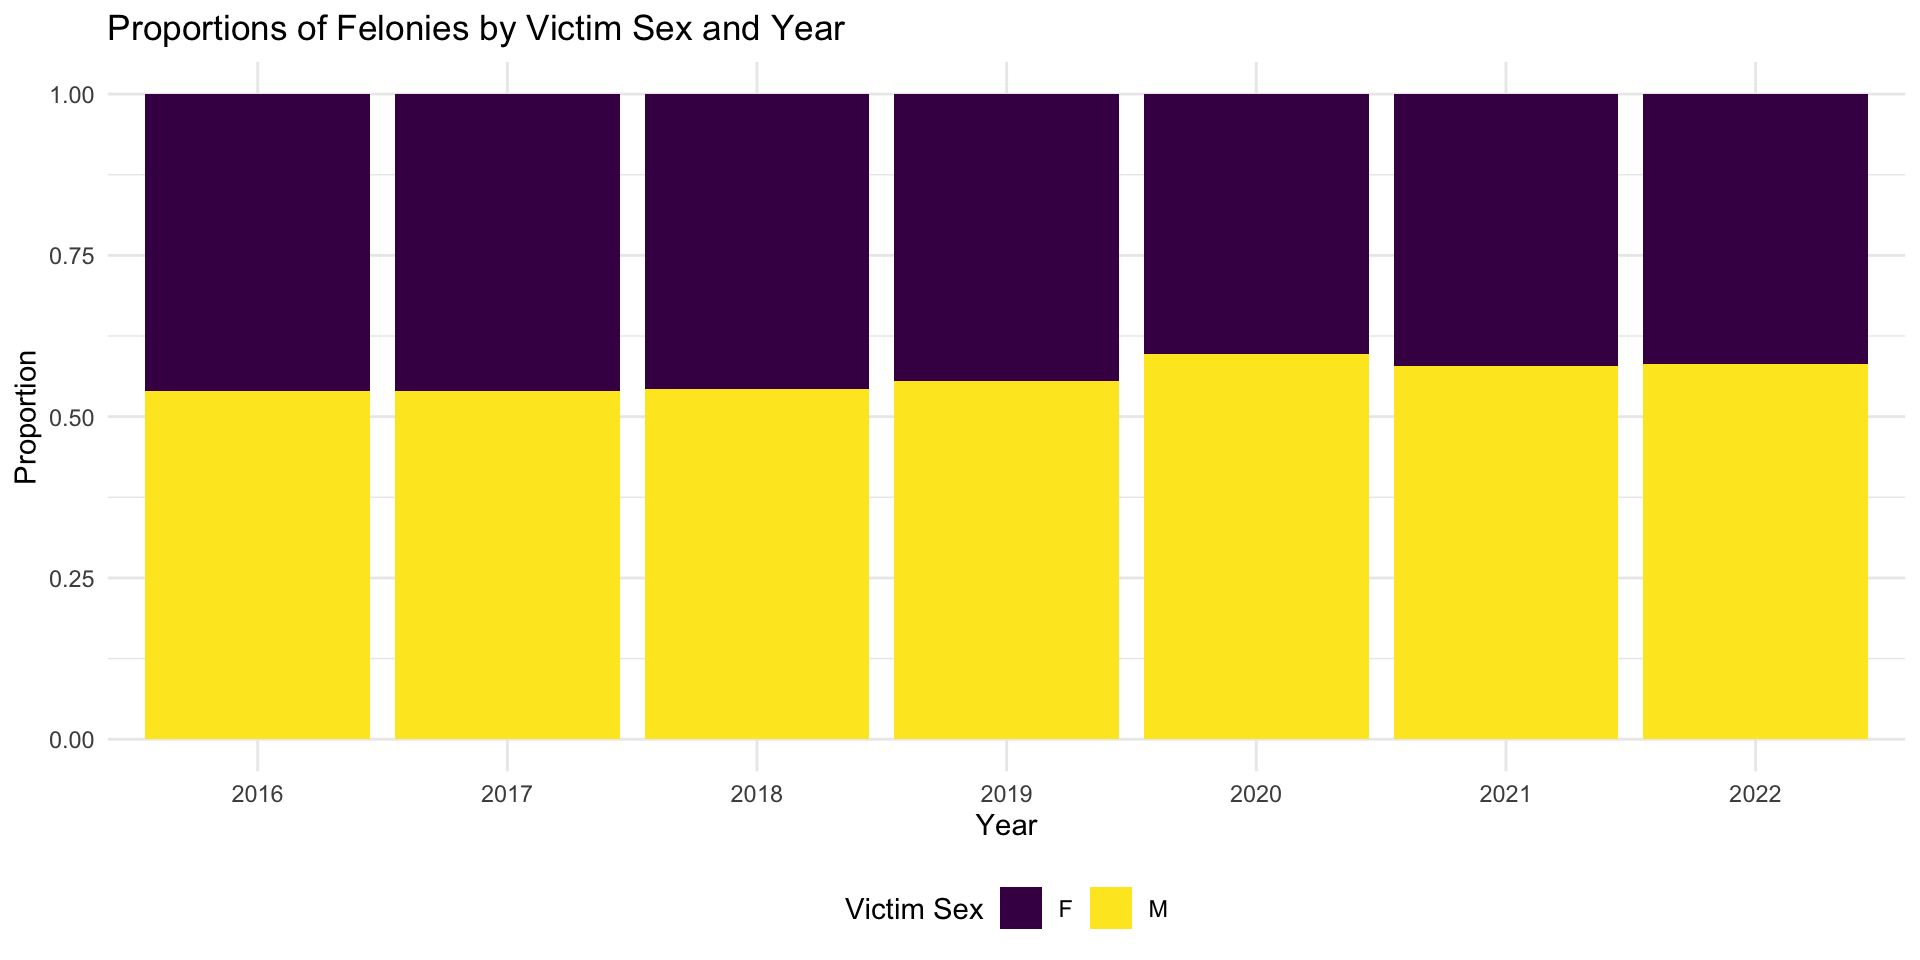 Proportions of Felonies by Victim Sex and Year
1.00
0.75
0.50
0.25
0.00
Proportion
2016 2017 2018 2019 2020 2021 2022
Year
Victim Sex F M